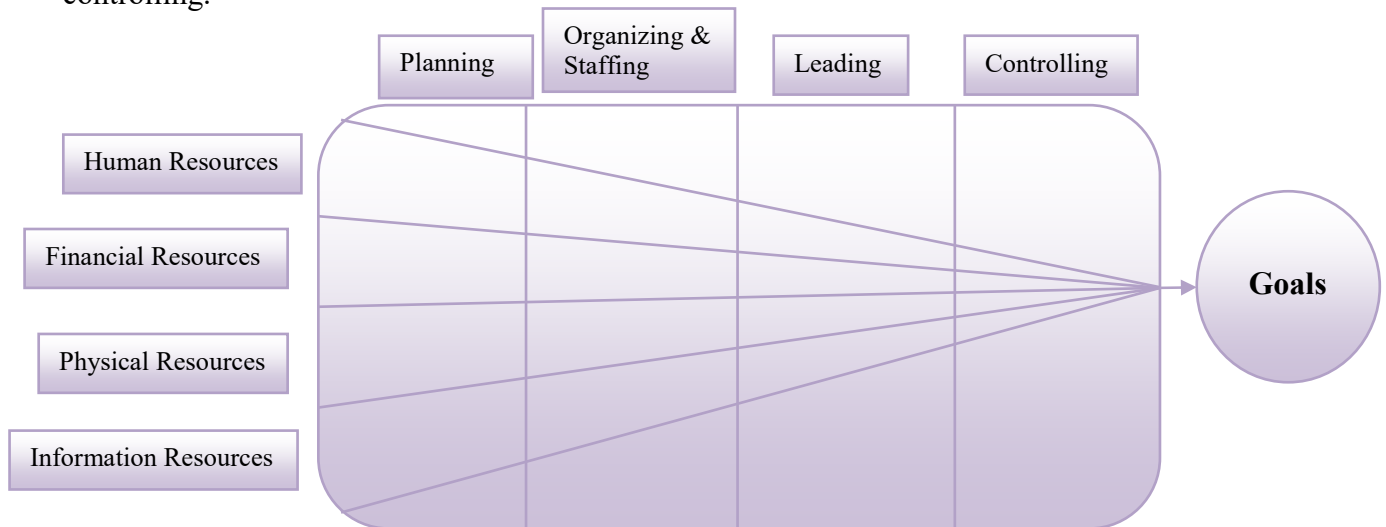 controlling.
Planning
Organizing &
Staffing
Leading
Controlling
Human Resources
Financial Resources
Goals
Physical Resources
Information Resources